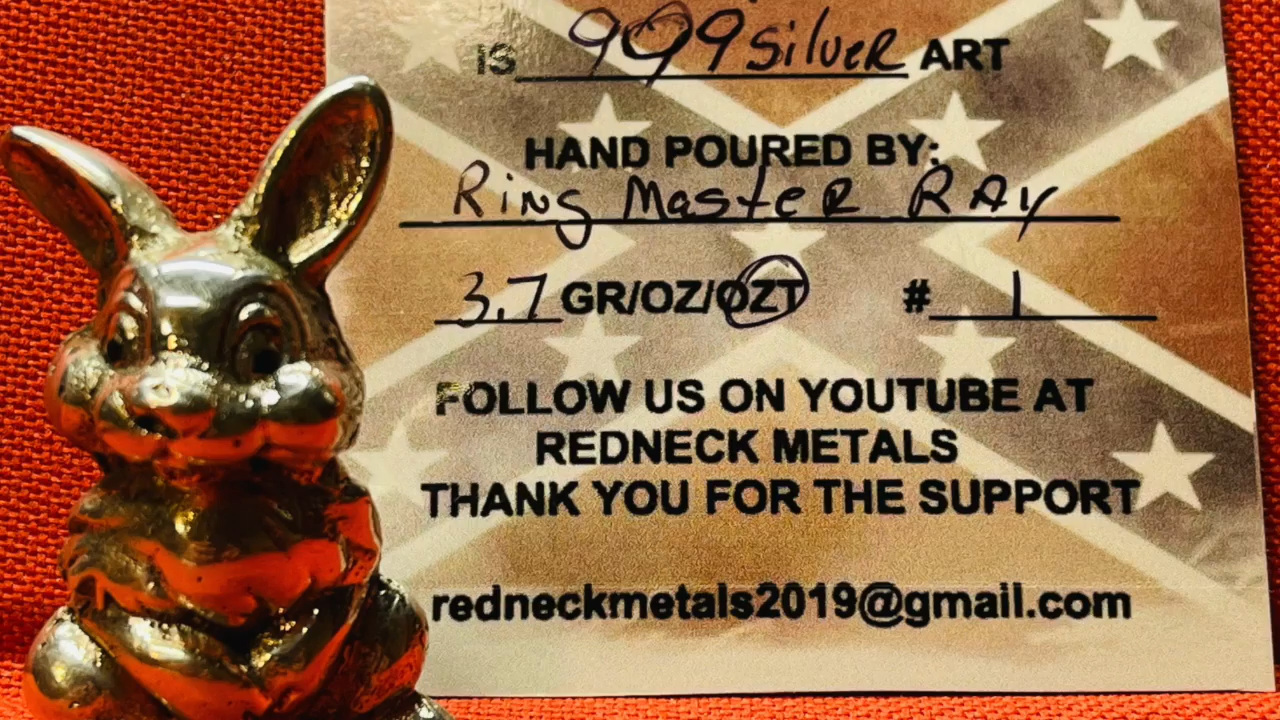 IS 999 SilveR ART
HAND POURED BY:
Ring Master RAy
3.7 GR/OZ/OZT # 1
FOLLOW US ON YOUTUBE AT
REDNECK METALS
THANK YOU FOR THE SUPPORT
redneckmetals2019@gmail.com